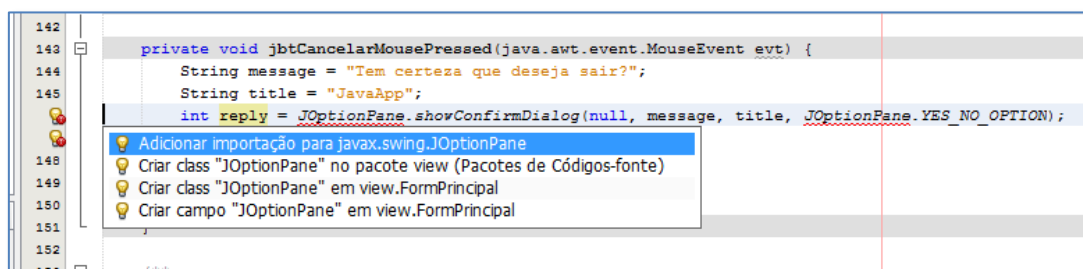 142
143 private void jbtCancelarMousePressed(java.awt.event.MouseEvent evt) {
144 String message = "Tem certeza que deseja sair?";
145 String title = "JavaApp";
int reply = JOptionPane.showConfirmDialog(null, message, title, JOptionPane.YES_NO_OPTION);
Adicionar importação para javax.swing.JOptionPane
148 Criar class "JOptionPane" no pacote view (Pacotes de Códigos-fonte)
149 Criar class "JOptionPane" em view.FormPrincipal
150 Criar campo "JOptionPane" em view.FormPrincipal
151
152